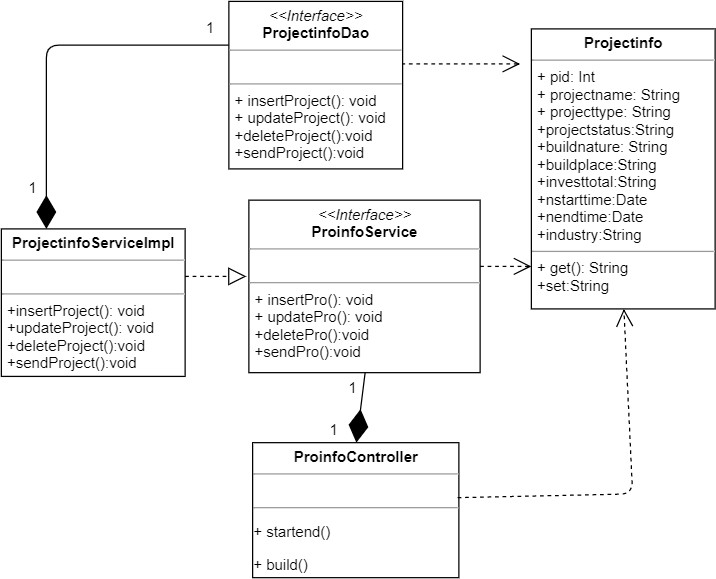 <<Interface>>
ProjectinfoDao
+ insertProject(): void
+ updateProject(): void
+deleteProject():void
+sendProject():void
1
1
Projectinfo
+ pid: Int
+ projectname: String
+ projecttype: String
+projectstatus:String
+buildnature: String
+buildplace:String
+investtotal:String
+nstarttime:Date
+nendtime:Date
+industry:String
+ get(): String
+set:String
ProjectinfoServiceImpl
+insertProject(): void
+updateProject(): void
+deleteProject():void
+sendProject():void
<<Interface>>
ProinfoService
+ insertPro(): void
+ updatePro(): void
+deletePro():void
+sendPro():void
1
1
ProinfoController
+ startend()
+ build()